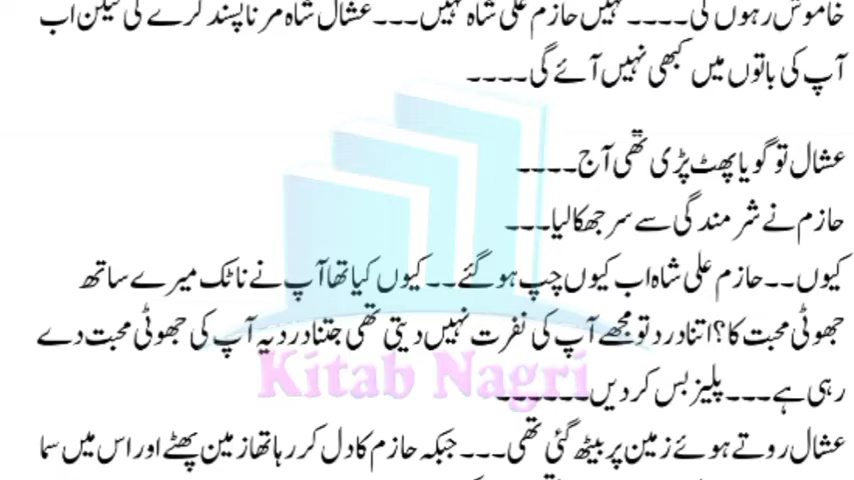 خاموش رہوں گی۔۔۔۔ نہیں حازم علی شاہ نہیں۔۔۔عشال شاہ مرنا پسند کرے گی لیکن اب
آپ کی باتوں میں کبھی نہیں آئے گی۔۔۔۔
عشال تو گویا پھٹ پڑی تھی آج۔۔۔۔
حازم نے شرمندگی سے سر جھکا لیا۔۔۔
کیوں۔۔حازم علی شاہ اب کیوں چپ ہو گئے۔۔کیوں کیا تھا آپ نے ناٹک میرے ساتھ
جھوٹی محبت کا؟ اتنا درد تو مجھے آپ کی نفرت نہیں دیتی تھی جتنا درد یہ آپ کی جھوٹی محبت دے
رہی ہے۔۔۔پلیز بس کر دیں۔۔۔۔۔۔
Kitab Nagri
عشال روتے ہوئے زمین پر بیٹھ گئی تھی۔۔۔جبکہ حازم کا دل کر رہا تھا زمین پھٹے اور اس میں سما